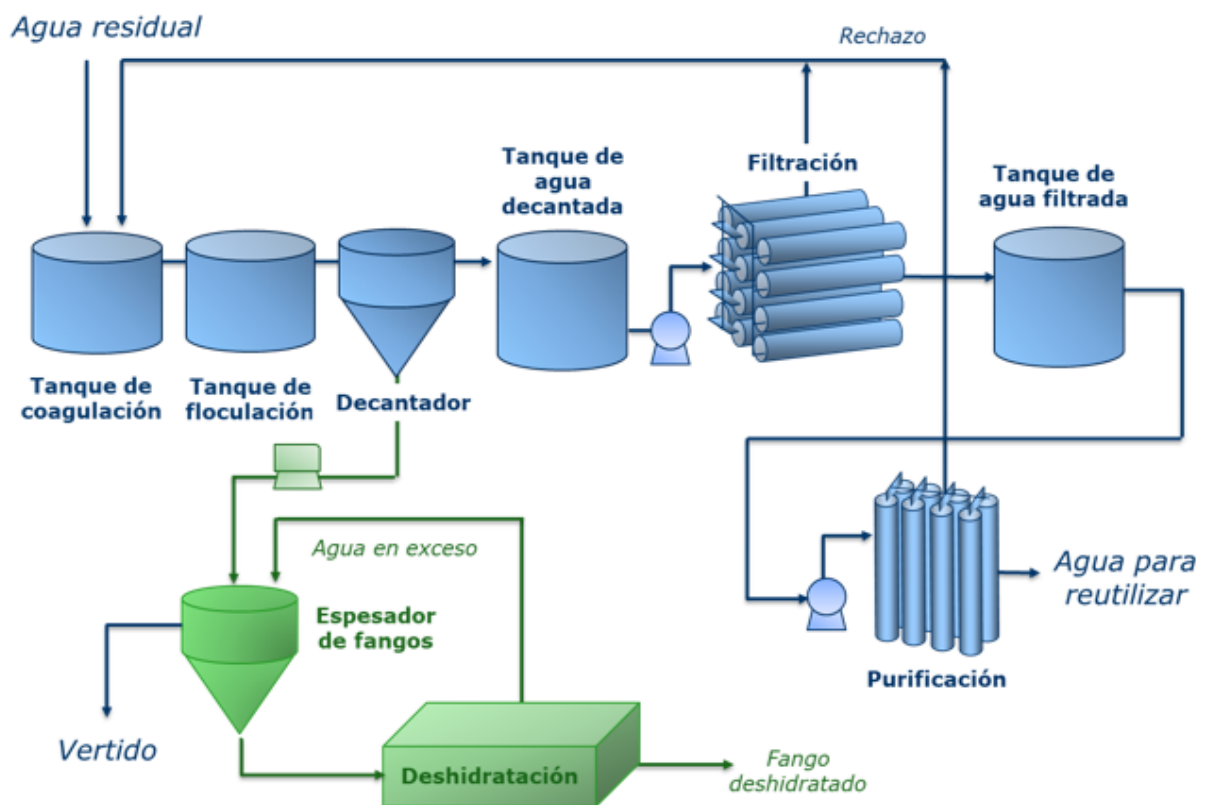 Agua residual
Rechazo
Tanque de
agua
decantada
Filtración
Tanque de
agua filtrada
Tanque de
coagulación
Tanque de
floculación
Decantador
Agua en exceso
Espesador
de fangos
Agua para
reutilizar
Purificación
Vertido
Deshidratación
Fango
deshidratado